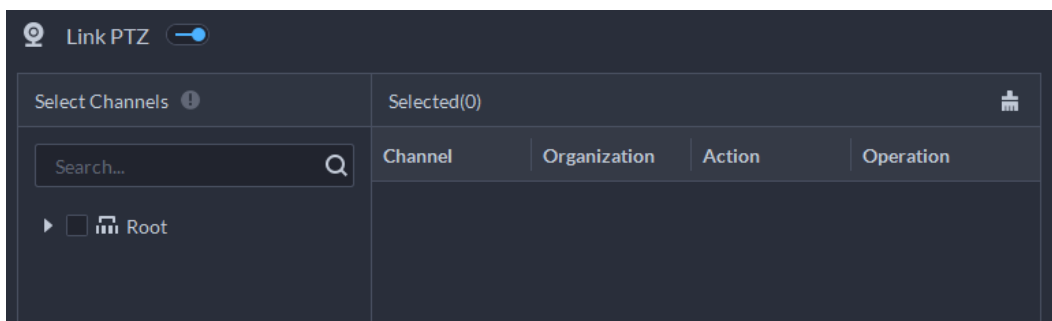 Link PTZ
Select Channels
Selected(0)
Search...
Channel Organization Action Operation
Root